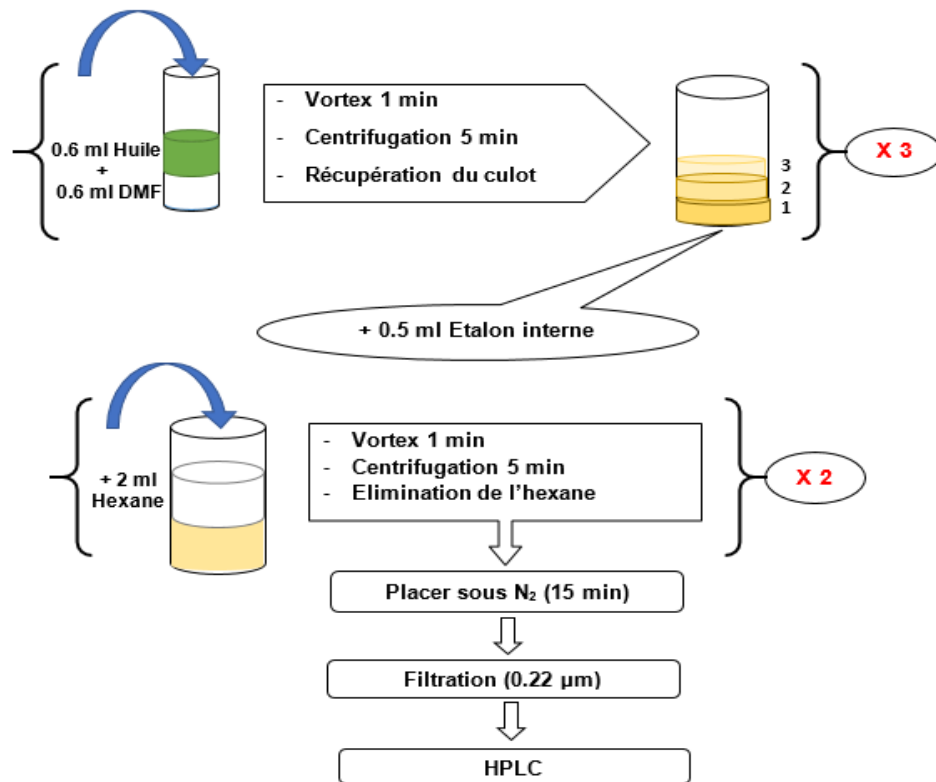 0.6 ml Huile
+
0.6 ml DMF
- Vortex 1 min
- Centrifugation 5 min
- Récupération du culot
3
2
1
X 3
+ 0.5 ml Etalon interne
+ 2 ml
Hexane
- Vortex 1 min
- Centrifugation 5 min
- Elimination de l'hexane
X 2
Placer sous N₂ (15 min)
Filtration (0.22 µm)
HPLC